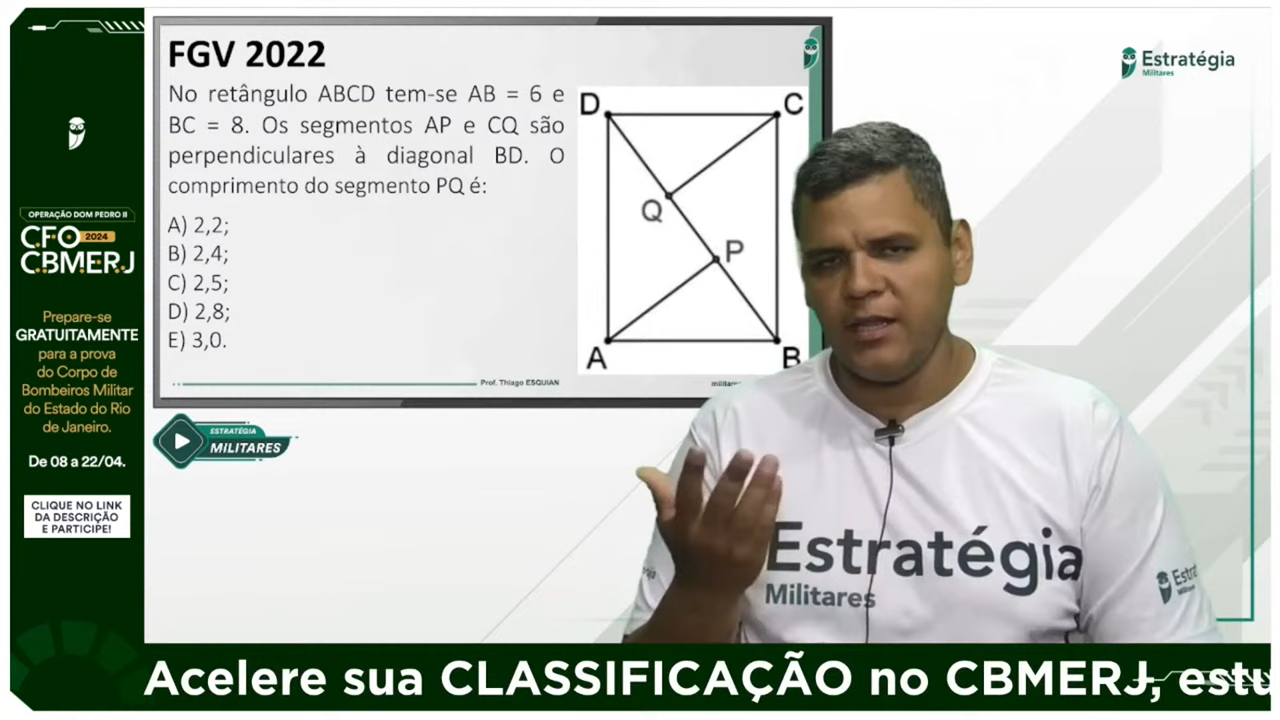 FGV 2022
No retângulo ABCD tem-se AB = 6 e
BC = 8. Os segmentos AP e CQ são
perpendiculares à diagonal BD. O
comprimento do segmento PQ é:
A) 2,2;
B) 2,4;
C) 2,5;
D) 2,8;
E) 3,0.
D
C
Q
P
A
B
Prof. Thiago ESQUIAN
ESTRATÉGIA
MILITARES
Estratégia
Militares
OPERAÇÃO DOM PEDRO II
CFO 2024
CBMERJ
Prepare-se
GRATUITAMENTE
para a prova
do Corpo de
Bombeiros Militar
do Estado do Rio
de Janeiro.
De 08 a 22/04.
CLIQUE NO LINK
DA DESCRIÇÃO
E PARTICIPE!
Estratégia
Militares
Acelere sua CLASSIFICAÇÃO no CBMERJ, estu